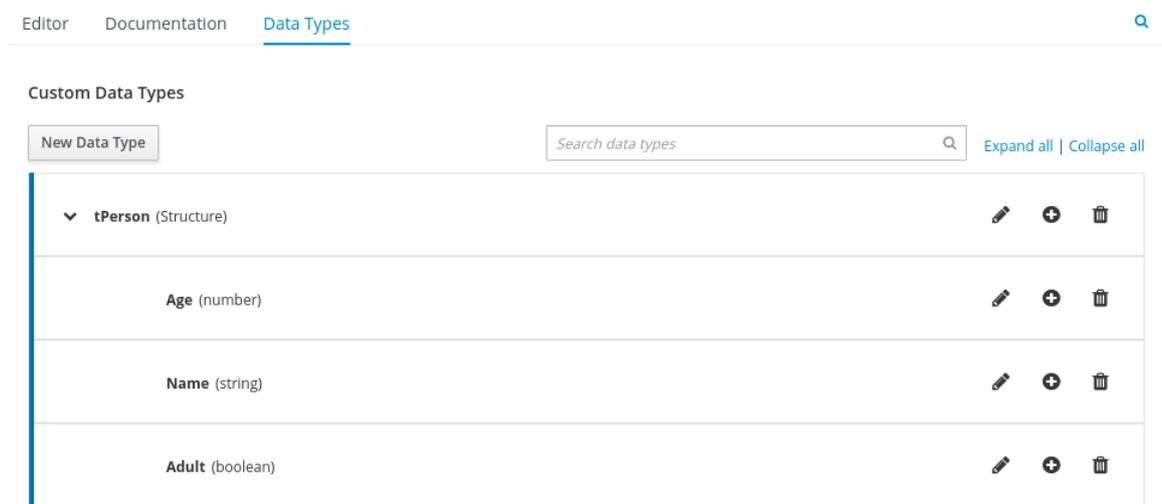 Editor Documentation Data Types
Custom Data Types
New Data Type Search data types Expand all | Collapse all
tPerson (Structure)
Age (number)
Name (string)
Adult (boolean)